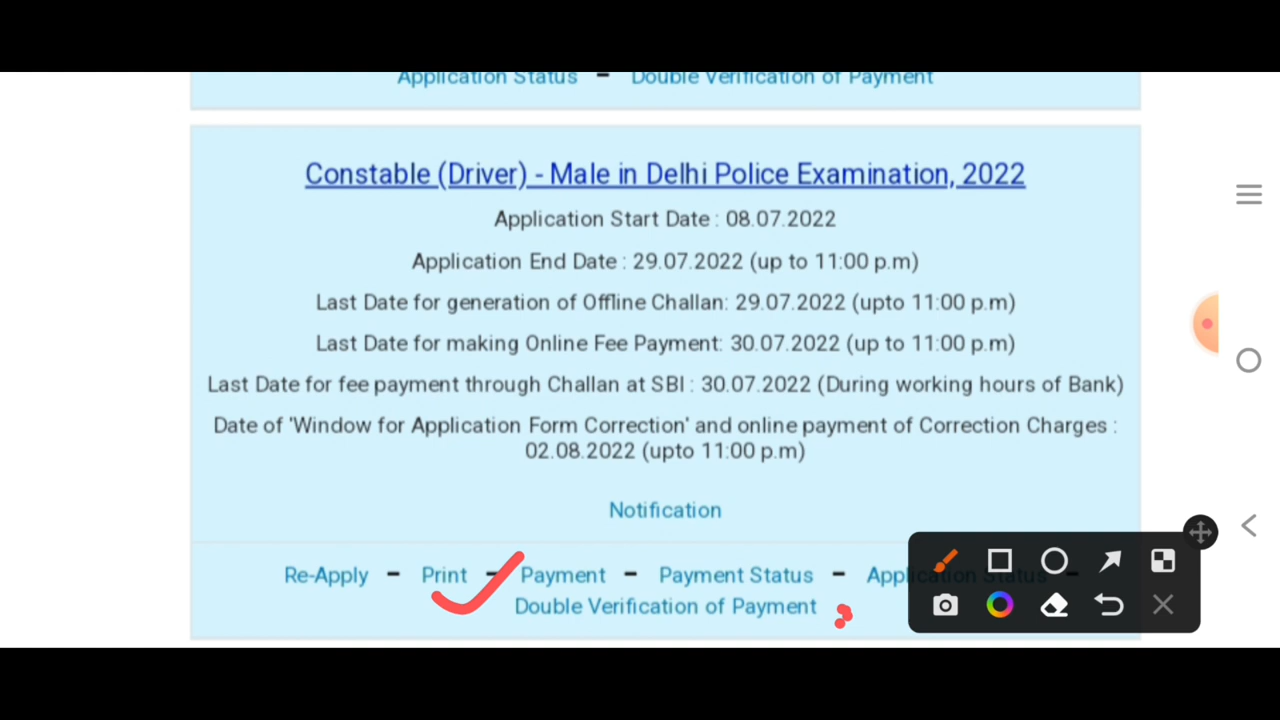 Application Status - Double Verification of Payment
Constable (Driver) - Male in Delhi Police Examination, 2022
Application Start Date : 08.07.2022
Application End Date : 29.07.2022 (up to 11:00 p.m)
Last Date for generation of Offline Challan: 29.07.2022 (upto 11:00 p.m)
Last Date for making Online Fee Payment: 30.07.2022 (up to 11:00 p.m)
Last Date for fee payment through Challan at SBI : 30.07.2022 (During working hours of Bank)
Date of 'Window for Application Form Correction' and online payment of Correction Charges :
02.08.2022 (upto 11:00 p.m)
Notification
Re-Apply - Print - Payment - Payment Status - Application Status -
Double Verification of Payment